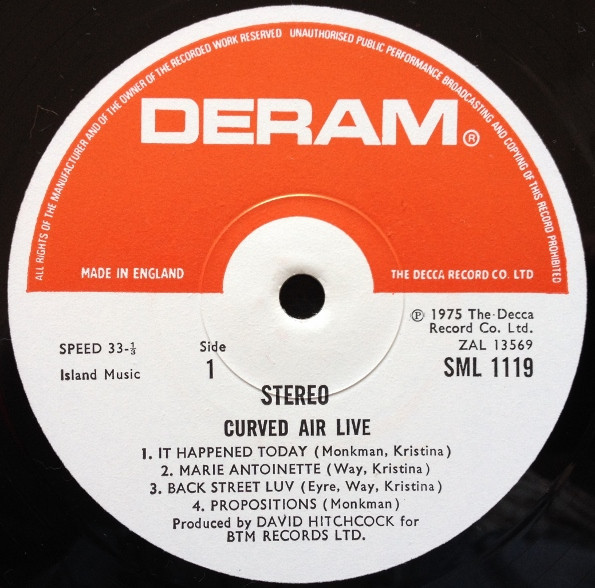 ALL RIGHTS OF THE MANUFACTURER AND OF THE OWNER OF THE RECORDED WORK RESERVED UNAUTHORISED PUBLIC PERFORMANCE BROADCASTING AND COPYING OF THIS RECORD PROHIBITED
DERAM®
MADE IN ENGLAND THE DECCA RECORD CO. LTD
℗ 1975 The Decca
Record Co. Ltd.
SPEED 33-⅓ Side ZAL 13569
Island Music 1 SML 1119
STEREO
CURVED AIR LIVE
1. IT HAPPENED TODAY (Monkman, Kristina)
2. MARIE ANTOINETTE (Way, Kristina)
3. BACK STREET LUV (Eyre, Way, Kristina)
4. PROPOSITIONS (Monkman)
Produced by DAVID HITCHCOCK for
BTM RECORDS LTD.